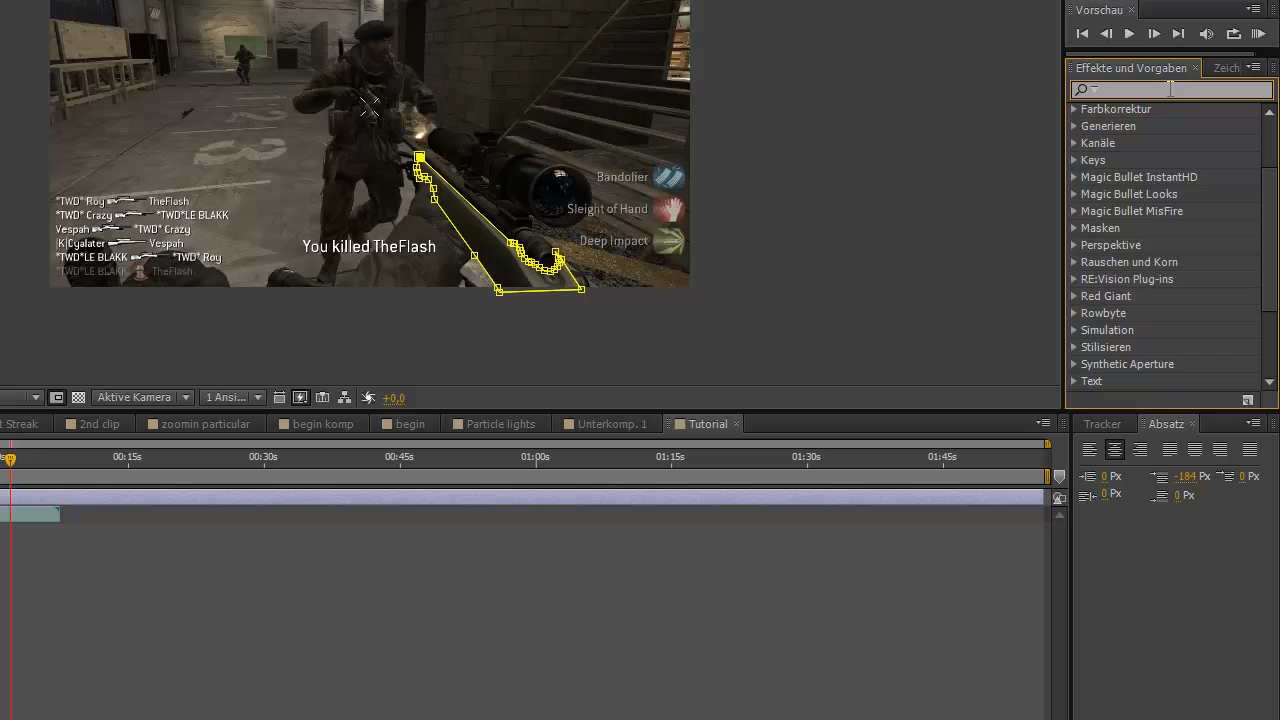 Vorschau
Effekte und Vorgaben
Zeich
Farbkorrektur
Generieren
Kanäle
Keys
Magic Bullet InstantHD
Magic Bullet Looks
Magic Bullet MisFire
Masken
Perspektive
Rauschen und Korn
RE:Vision Plug-ins
Red Giant
Rowbyte
Simulation
Stilisieren
Synthetic Aperture
Text
Bandolier
Sleight of Hand
Deep Impact
*TWD* Roy TheFlash
*TWD* Crazy *TWD*LE BLAKK
Vespah *TWD* Crazy
|K|Cyalater Vespah
*TWD*LE BLAKK *TWD* Roy
*TWD*LE BLAKK TheFlash
You killed TheFlash
Aktive Kamera
1 Ansi...
+0,0
t Streak
2nd clip
zoomin particular
begin komp
begin
Particle lights
Unterkomp. 1
Tutorial
Tracker
Absatz
00:15s
00:30s
00:45s
01:00s
01:15s
01:30s
01:45s
0 Px
-184 Px
0 Px
0 Px
0 Px